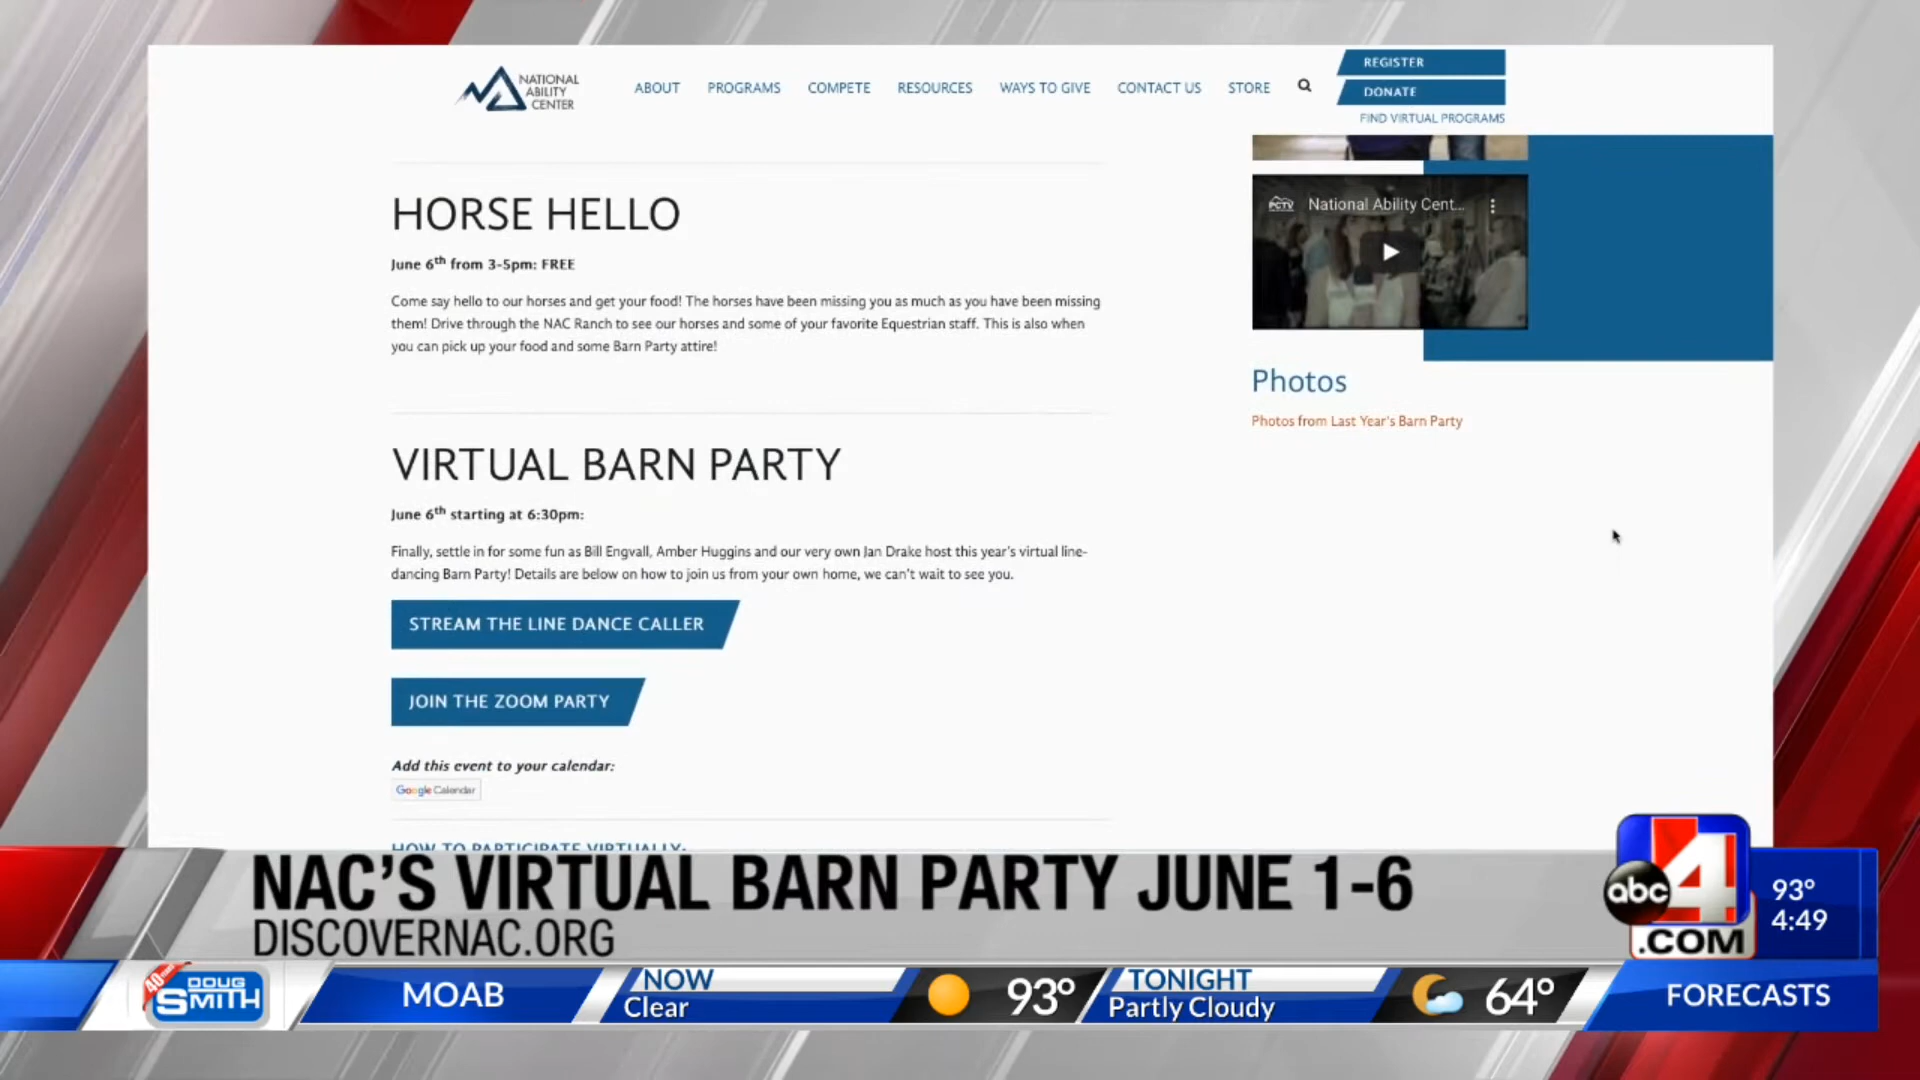 NATIONAL
ABILITY
CENTER
ABOUT PROGRAMS COMPETE RESOURCES WAYS TO GIVE CONTACT US STORE
REGISTER
DONATE
FIND VIRTUAL PROGRAMS
HORSE HELLO
June 6th from 3-5pm: FREE
Come say hello to our horses and get your food! The horses have been missing you as much as you have been missing
them! Drive through the NAC Ranch to see our horses and some of your favorite Equestrian staff. This is also when
you can pick up your food and some Barn Party attire!
PCTV National Ability Cent...
Photos
Photos from Last Year's Barn Party
VIRTUAL BARN PARTY
June 6th starting at 6:30pm:
Finally, settle in for some fun as Bill Engvall, Amber Huggins and our very own Jan Drake host this year's virtual line-
dancing Barn Party! Details are below on how to join us from your own home, we can't wait to see you.
STREAM THE LINE DANCE CALLER
JOIN THE ZOOM PARTY
Add this event to your calendar:
Google Calendar
HOW TO PARTICIPATE VIRTUALLY:
NAC'S VIRTUAL BARN PARTY JUNE 1-6
DISCOVERNAC.ORG
abc 4
.COM
93°
4:49
40 YEARS DOUG
SMITH
MOAB
NOW
Clear
93°
TONIGHT
Partly Cloudy
64°
FORECASTS